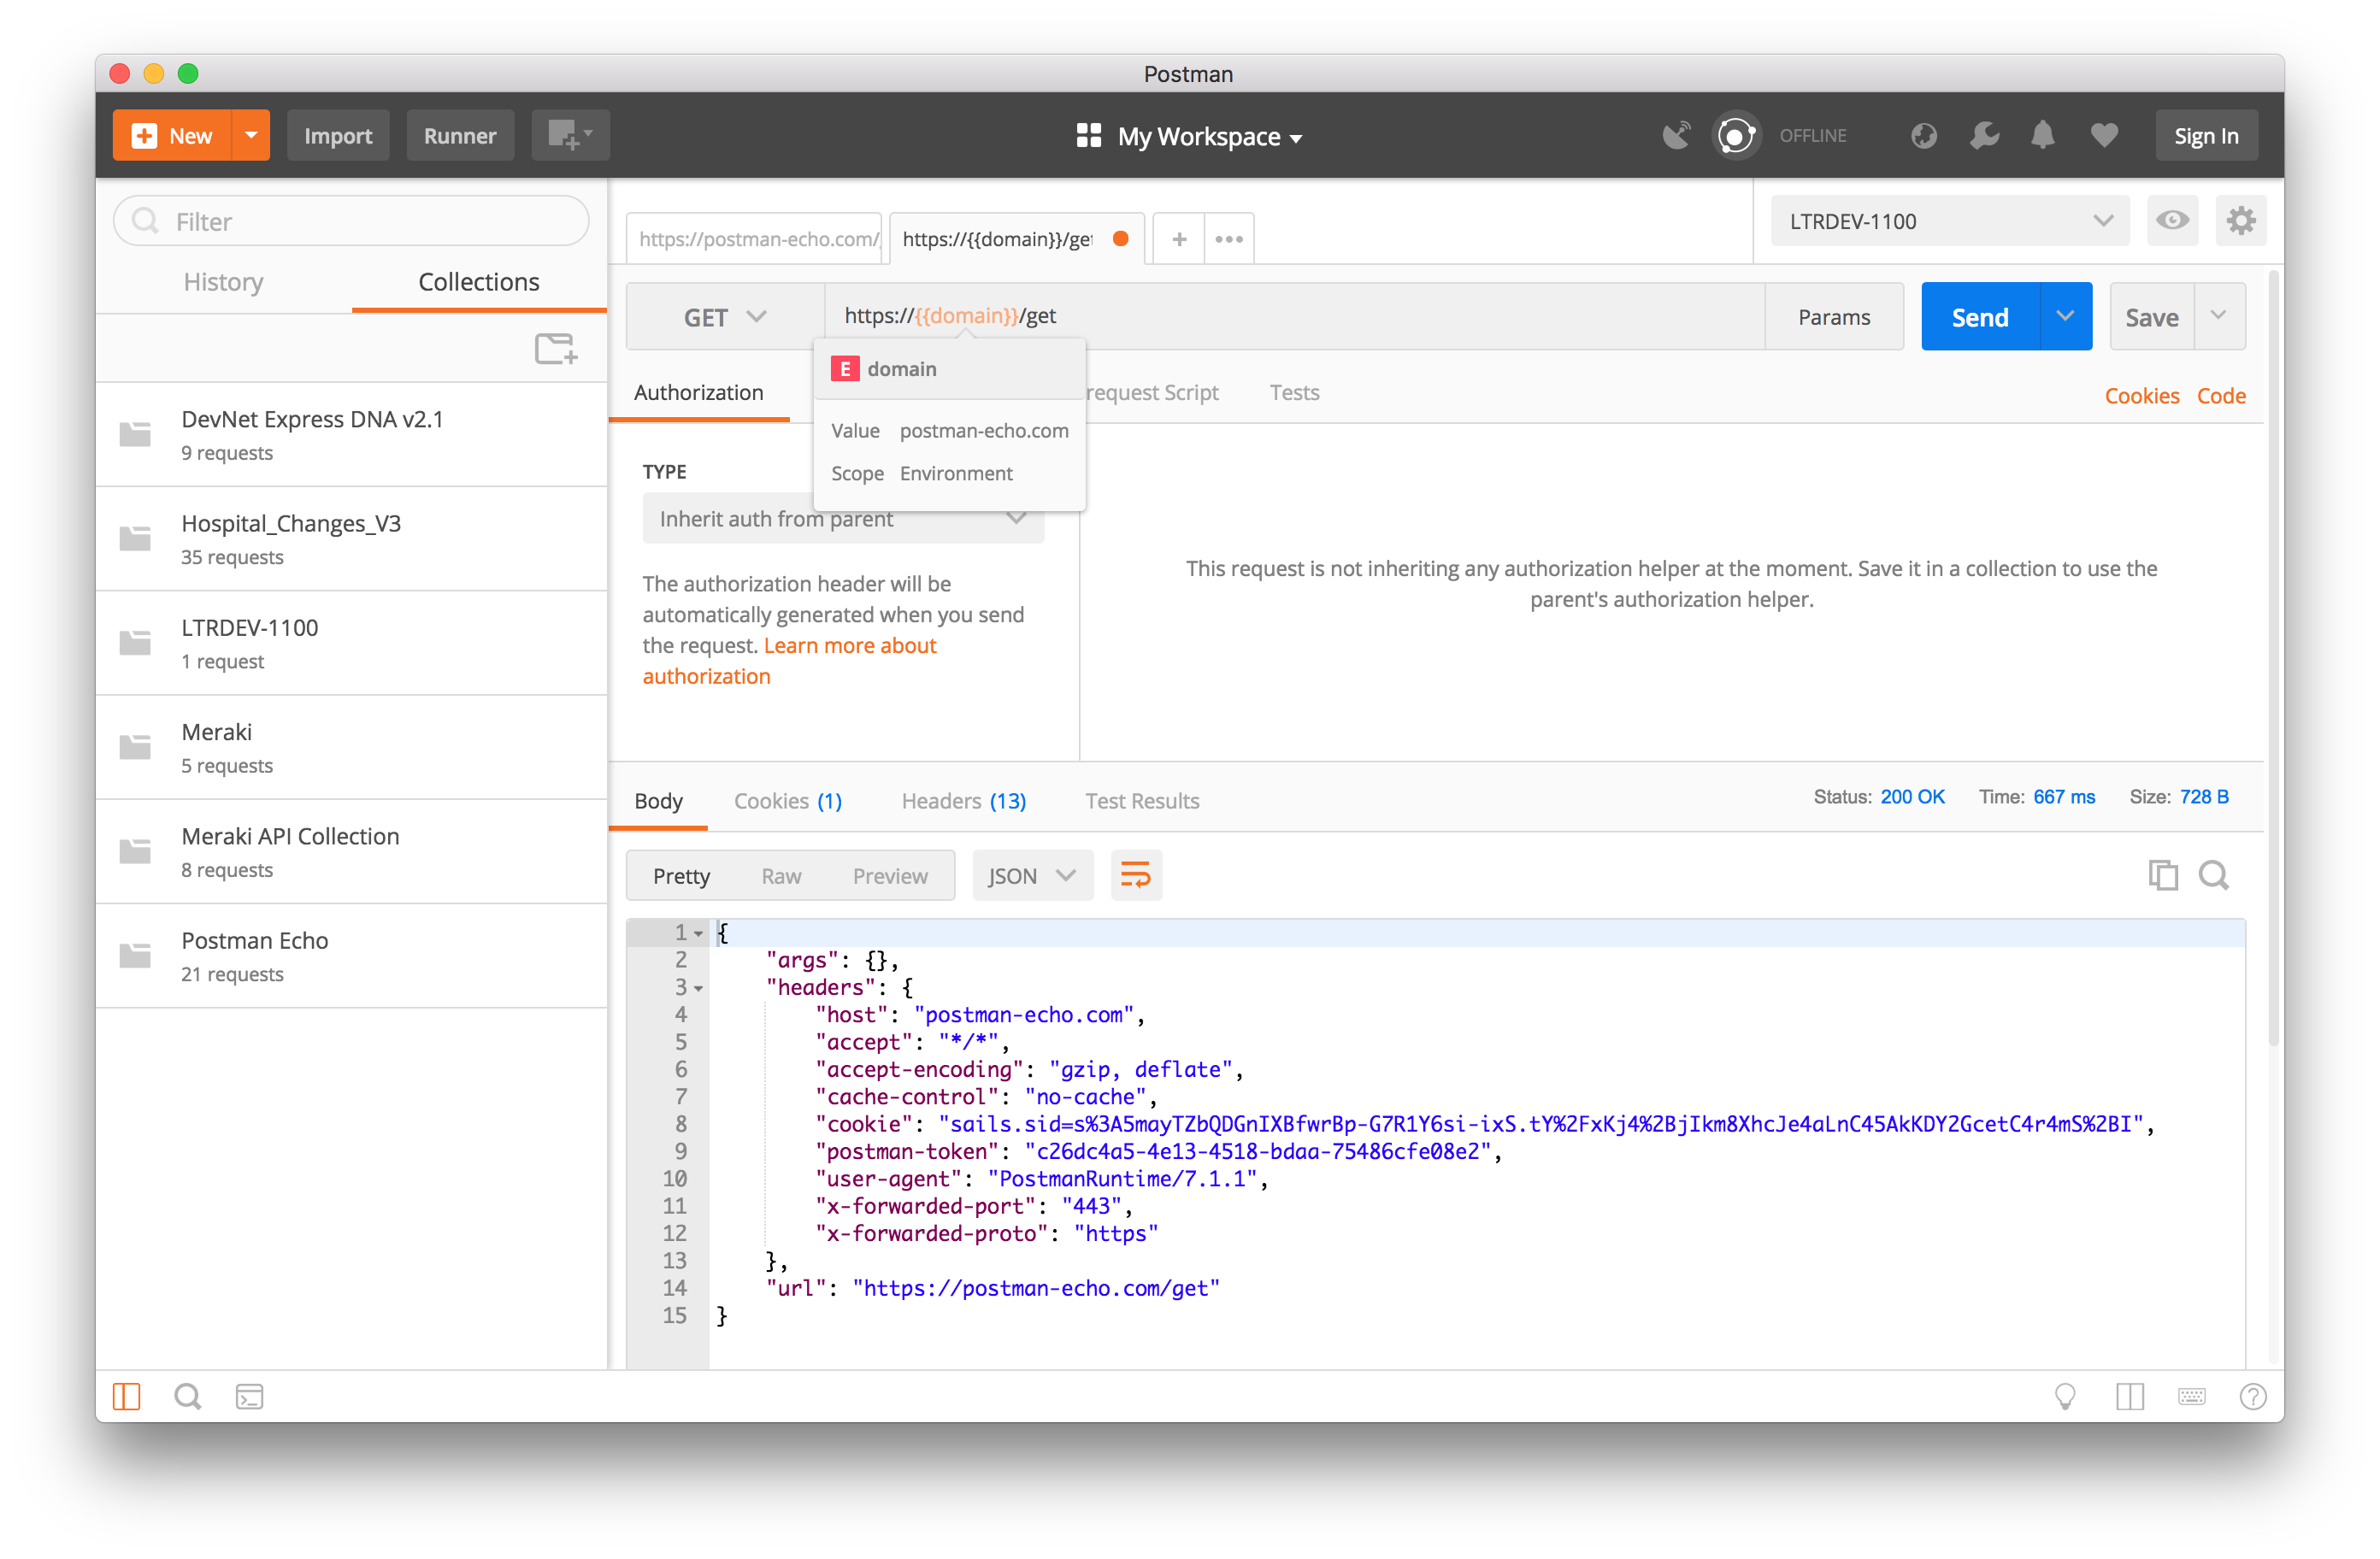 Postman
New
Import
Runner
My Workspace
OFFLINE
Sign In
Filter
History
Collections
DevNet Express DNA v2.1
9 requests
Hospital_Changes_V3
35 requests
LTRDEV-1100
1 request
Meraki
5 requests
Meraki API Collection
8 requests
Postman Echo
21 requests
https://postman-echo.com/
https://{{domain}}/get
LTRDEV-1100
GET
https://{{domain}}/get
Params
Send
Save
E domain
Value postman-echo.com
Scope Environment
Authorization
request Script
Tests
Cookies
Code
TYPE
Inherit auth from parent
The authorization header will be
automatically generated when you send
the request. Learn more about
authorization
This request is not inheriting any authorization helper at the moment. Save it in a collection to use the
parent's authorization helper.
Body
Cookies (1)
Headers (13)
Test Results
Status: 200 OK
Time: 667 ms
Size: 728 B
Pretty
Raw
Preview
JSON
1 {
2 "args": {},
3 "headers": {
4 "host": "postman-echo.com",
5 "accept": "*/*",
6 "accept-encoding": "gzip, deflate",
7 "cache-control": "no-cache",
8 "cookie": "sails.sid=s%3A5mayTZbQDGnIXBfwrBp-G7R1Y6si-ixS.tY%2FxKj4%2BjIkm8XhcJe4aLnC45AkKDY2GcetC4r4mS%2BI",
9 "postman-token": "c26dc4a5-4e13-4518-bdaa-75486cfe08e2",
10 "user-agent": "PostmanRuntime/7.1.1",
11 "x-forwarded-port": "443",
12 "x-forwarded-proto": "https"
13 },
14 "url": "https://postman-echo.com/get"
15 }